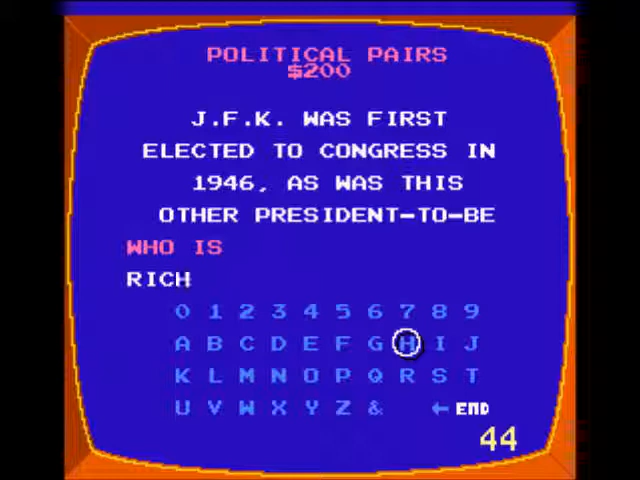 POLITICAL PAIRS
$200
J.F.K. WAS FIRST
ELECTED TO CONGRESS IN
1946, AS WAS THIS
OTHER PRESIDENT-TO-BE
WHO IS
RICH
0 1 2 3 4 5 6 7 8 9
A B C D E F G H I J
K L M N O P Q R S T
U V W X Y Z & ← END
44